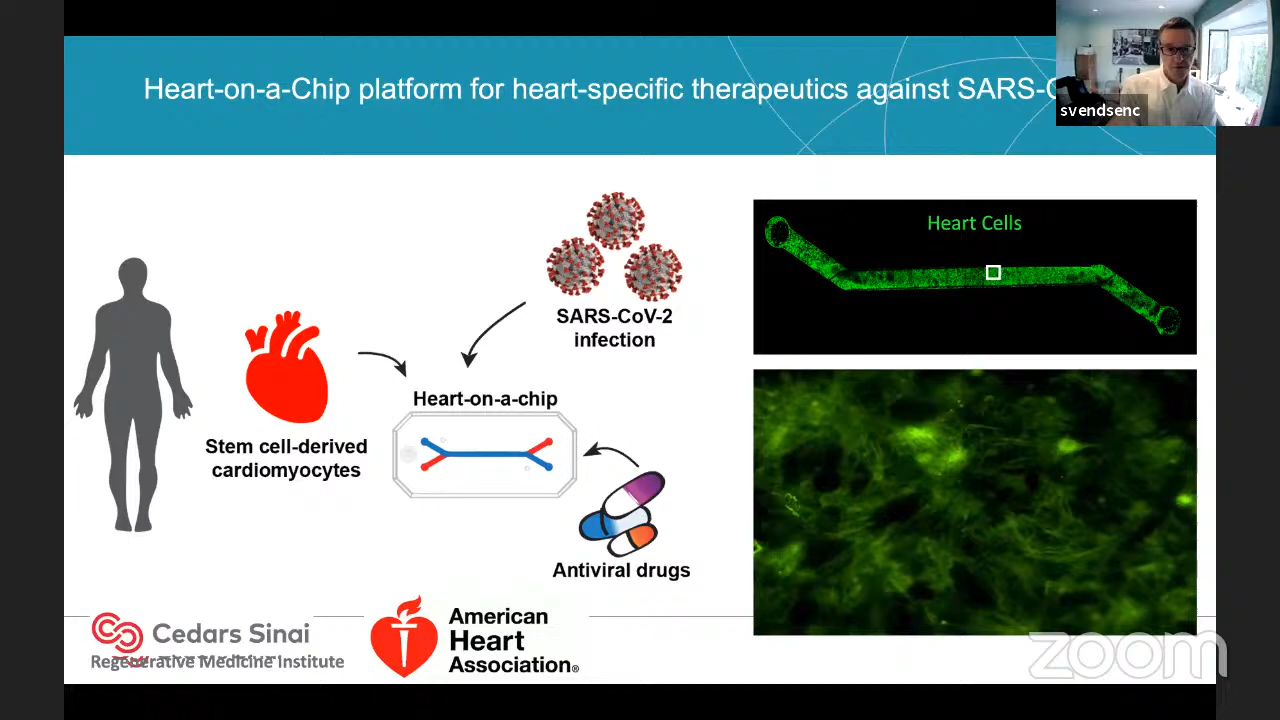 Heart-on-a-Chip platform for heart-specific therapeutics against SARS-C
svendsenc
Heart Cells
SARS-CoV-2
infection
Heart-on-a-chip
Stem cell-derived
cardiomyocytes
Antiviral drugs
Cedars Sinai
Regenerative Medicine Institute
American
Heart
Association®
zoom